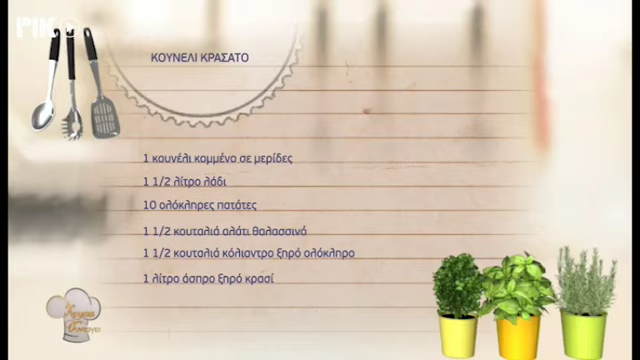 ΡΙΚ
ΚΟΥΝΕΛΙ ΚΡΑΣΑΤΟ
1 κουνέλι κομμένο σε μερίδες
1 1/2 λίτρο λάδι
10 ολόκληρες πατάτες
1 1/2 κουταλιά αλάτι θαλασσινό
1 1/2 κουταλιά κόλιαντρο ξηρό ολόκληρο
1 λίτρο άσπρο ξηρό κρασί